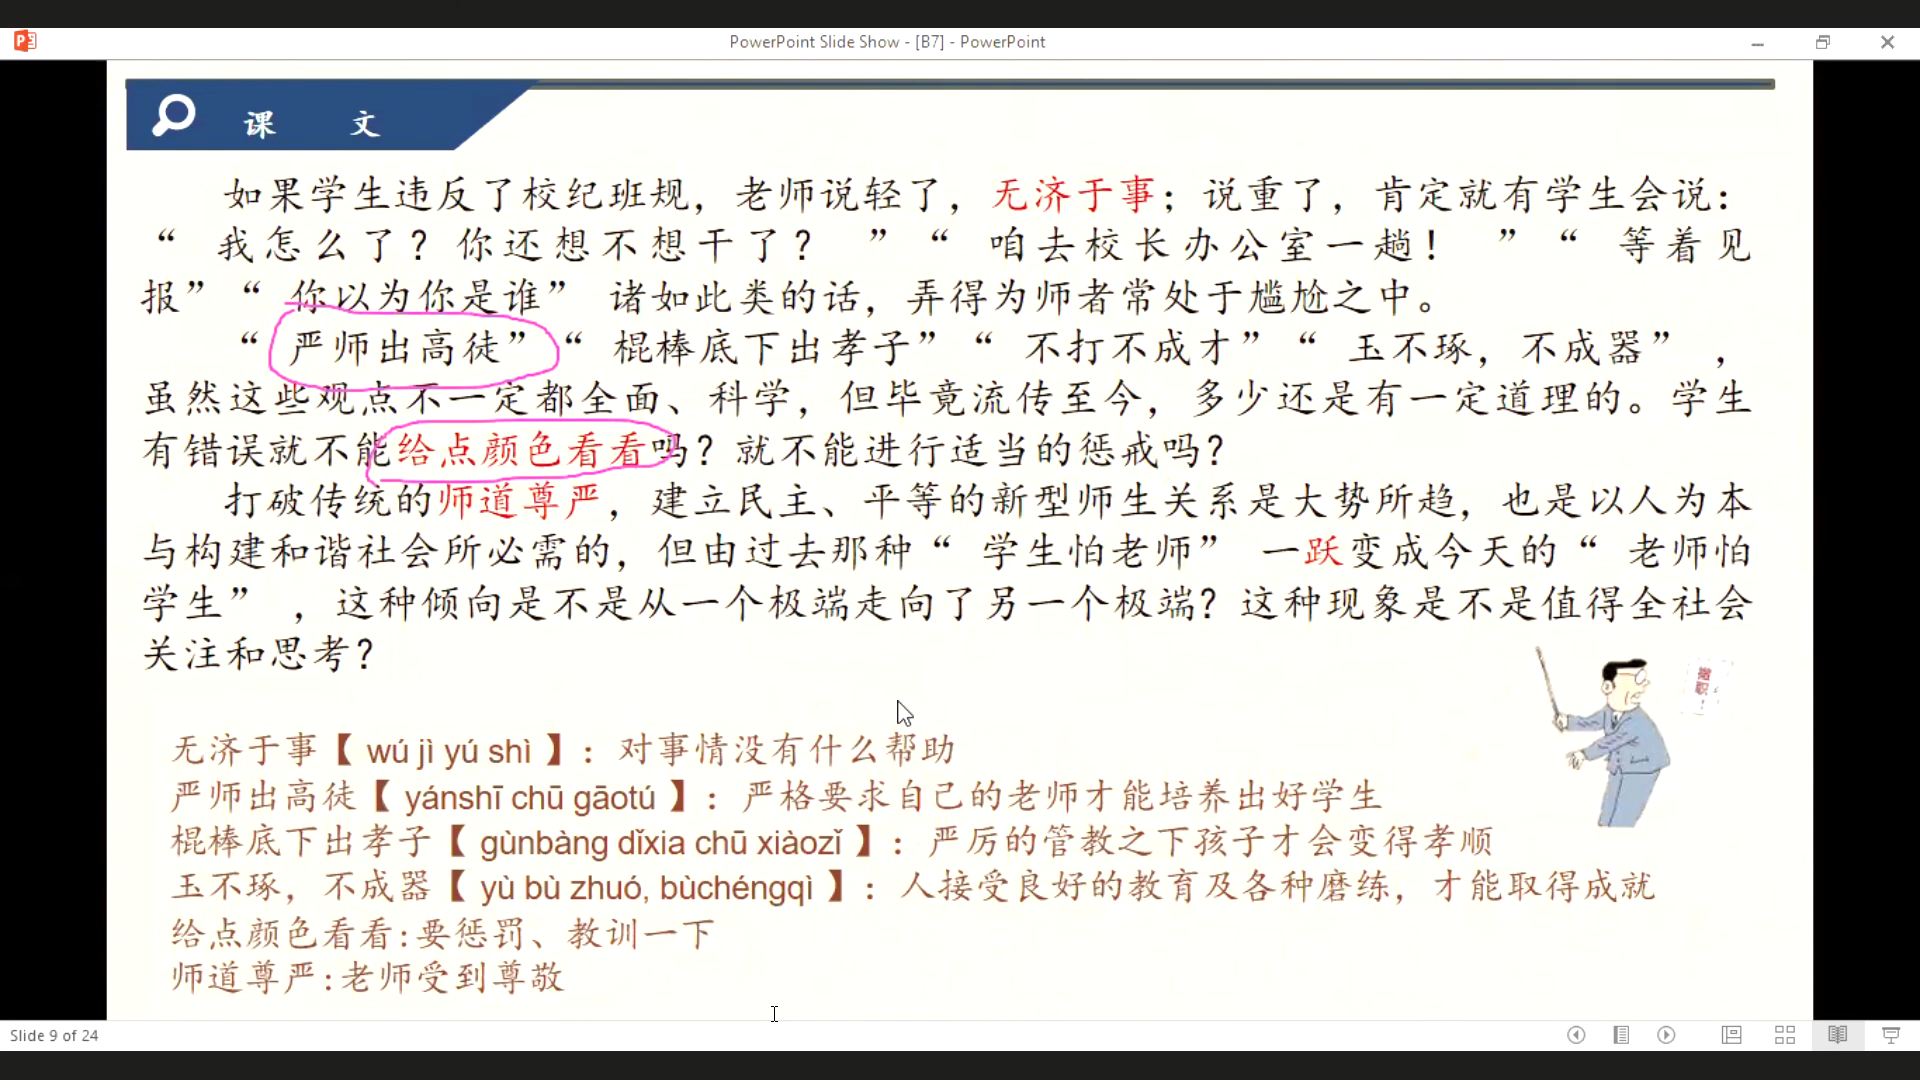 PowerPoint Slide Show - [B7] - PowerPoint
课 文
如果学生违反了校纪班规，老师说轻了，无济于事；说重了，肯定就有学生会说：
“ 我怎么了？你还想不想干了？ ”“ 咱去校长办公室一趟！ ”“ 等着见
报”“ 你以为你是谁” 诸如此类的话，弄得为师者常处于尴尬之中。
“ 严师出高徒”“ 棍棒底下出孝子”“ 不打不成才”“ 玉不琢，不成器” ，
虽然这些观点不一定都全面、科学，但毕竟流传至今，多少还是有一定道理的。学生
有错误就不能给点颜色看看吗？就不能进行适当的惩戒吗？
打破传统的师道尊严，建立民主、平等的新型师生关系是大势所趋，也是以人为本
与构建和谐社会所必需的，但由过去那种“ 学生怕老师” 一跃变成今天的“ 老师怕
学生” ，这种倾向是不是从一个极端走向了另一个极端？这种现象是不是值得全社会
关注和思考？
撤职！
无济于事【 wú jì yú shì 】：对事情没有什么帮助
严师出高徒【 yánshī chū gāotú 】：严格要求自己的老师才能培养出好学生
棍棒底下出孝子【 gùnbàng dǐxia chū xiàozǐ 】：严厉的管教之下孩子才会变得孝顺
玉不琢，不成器【 yù bù zhuó, bùchéngqì 】：人接受良好的教育及各种磨练，才能取得成就
给点颜色看看:要惩罚、教训一下
师道尊严:老师受到尊敬
Slide 9 of 24